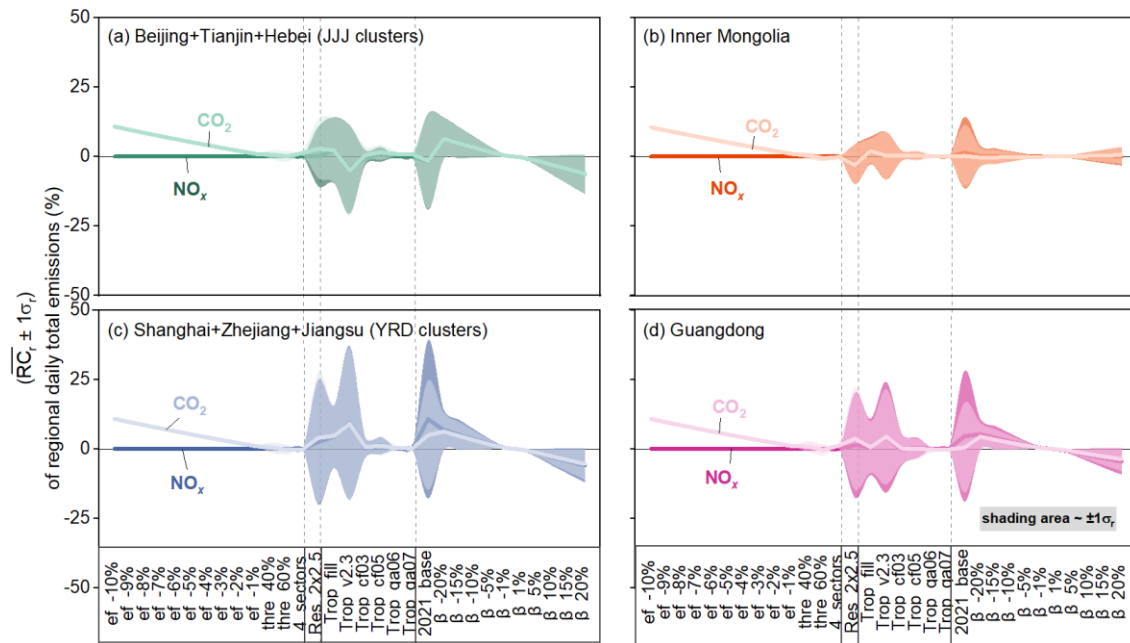 (RC̅ᵣ ± 1σᵣ)
of regional daily total emissions (%)
50
25
0
-25
-50
(a) Beijing+Tianjin+Hebei (JJJ clusters)
CO₂
NOₓ
(b) Inner Mongolia
CO₂
NOₓ
50
25
0
-25
-50
(c) Shanghai+Zhejiang+Jiangsu (YRD clusters)
CO₂
NOₓ
(d) Guangdong
CO₂
NOₓ
shading area ~ ±1σᵣ
ef -10%
ef -9%
ef -8%
ef -7%
ef -6%
ef -5%
ef -4%
ef -3%
ef -2%
ef -1%
thre 40%
thre 60%
4 sectors
Res 2x2.5
Trop fill
Trop v2.3
Trop cf03
Trop cf05
Trop qa06
Trop qa07
2021 base
β -20%
β -15%
β -10%
β -5%
β -1%
β 1%
β 5%
β 10%
β 15%
β 20%
ef -10%
ef -9%
ef -8%
ef -7%
ef -6%
ef -5%
ef -4%
ef -3%
ef -2%
ef -1%
thre 40%
thre 60%
4 sectors
Res 2x2.5
Trop fill
Trop v2.3
Trop cf03
Trop cf05
Trop qa06
Trop qa07
2021 base
β -20%
β -15%
β -10%
β -5%
β -1%
β 1%
β 5%
β 10%
β 15%
β 20%